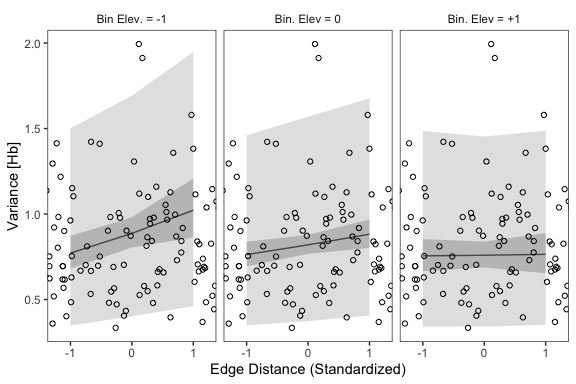 Bin Elev. = -1
Bin. Elev = 0
Bin. Elev = +1
Variance [Hb]
2.0
1.5
1.0
0.5
-1 0 1
-1 0 1
-1 0 1
Edge Distance (Standardized)